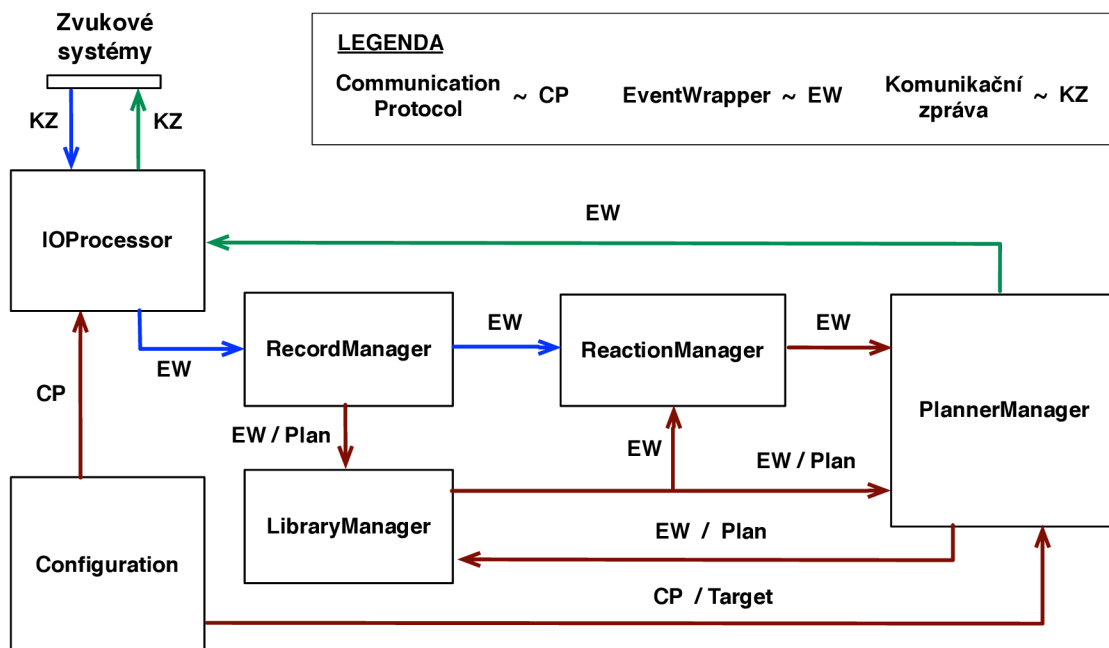 Zvukové
systémy
LEGENDA
Communication
Protocol ~ CP
EventWrapper ~ EW
Komunikační
zpráva ~ KZ
KZ
KZ
IOProcessor
EW
EW
RecordManager
EW
ReactionManager
EW
PlannerManager
CP
EW / Plan
EW
EW / Plan
LibraryManager
EW / Plan
Configuration
CP / Target